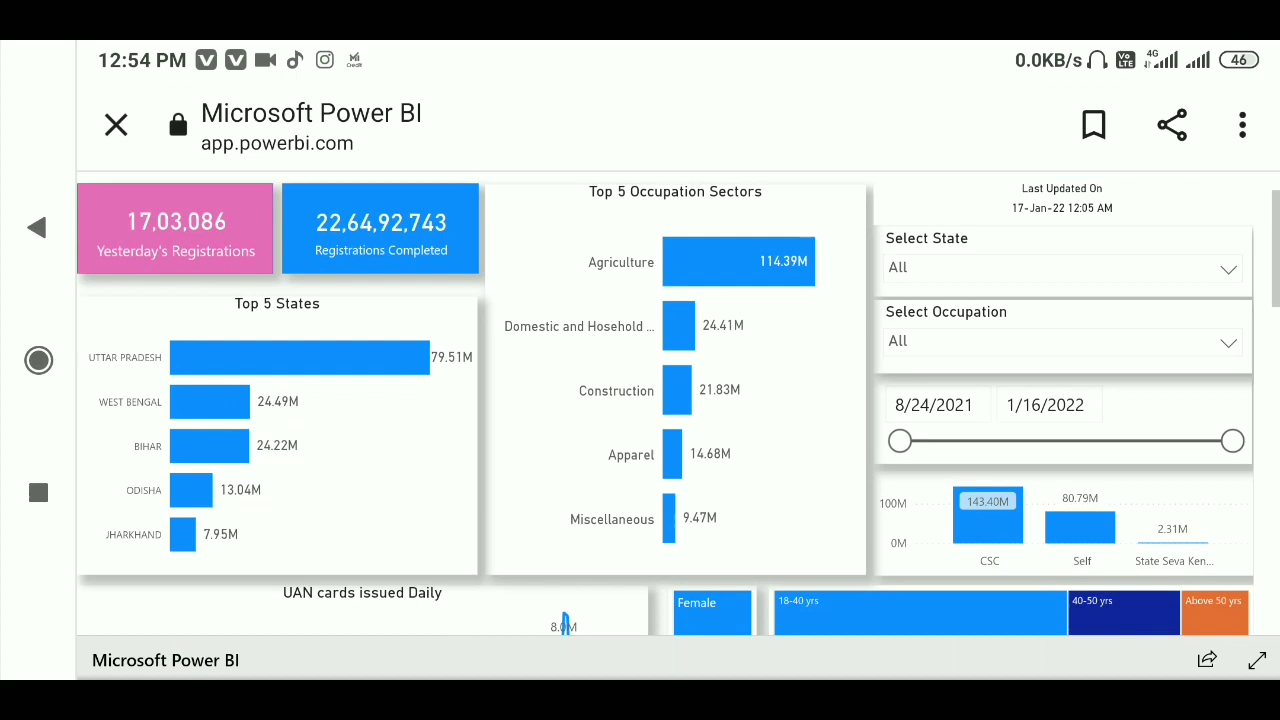 12:54 PM
Mi
Credit
0.0KB/s
Vo
LTE
4G
46
Microsoft Power BI
app.powerbi.com
17,03,086
Yesterday's Registrations
22,64,92,743
Registrations Completed
Top 5 States
UTTAR PRADESH 79.51M
WEST BENGAL 24.49M
BIHAR 24.22M
ODISHA 13.04M
JHARKHAND 7.95M
Top 5 Occupation Sectors
Agriculture 114.39M
Domestic and Hosehold ... 24.41M
Construction 21.83M
Apparel 14.68M
Miscellaneous 9.47M
Last Updated On
17-Jan-22 12:05 AM
Select State
All
Select Occupation
All
8/24/2021 1/16/2022
100M
0M
143.40M
80.79M
2.31M
CSC Self State Seva Ken...
UAN cards issued Daily
8.0M
Female
18-40 yrs
40-50 yrs
Above 50 yrs
Microsoft Power BI